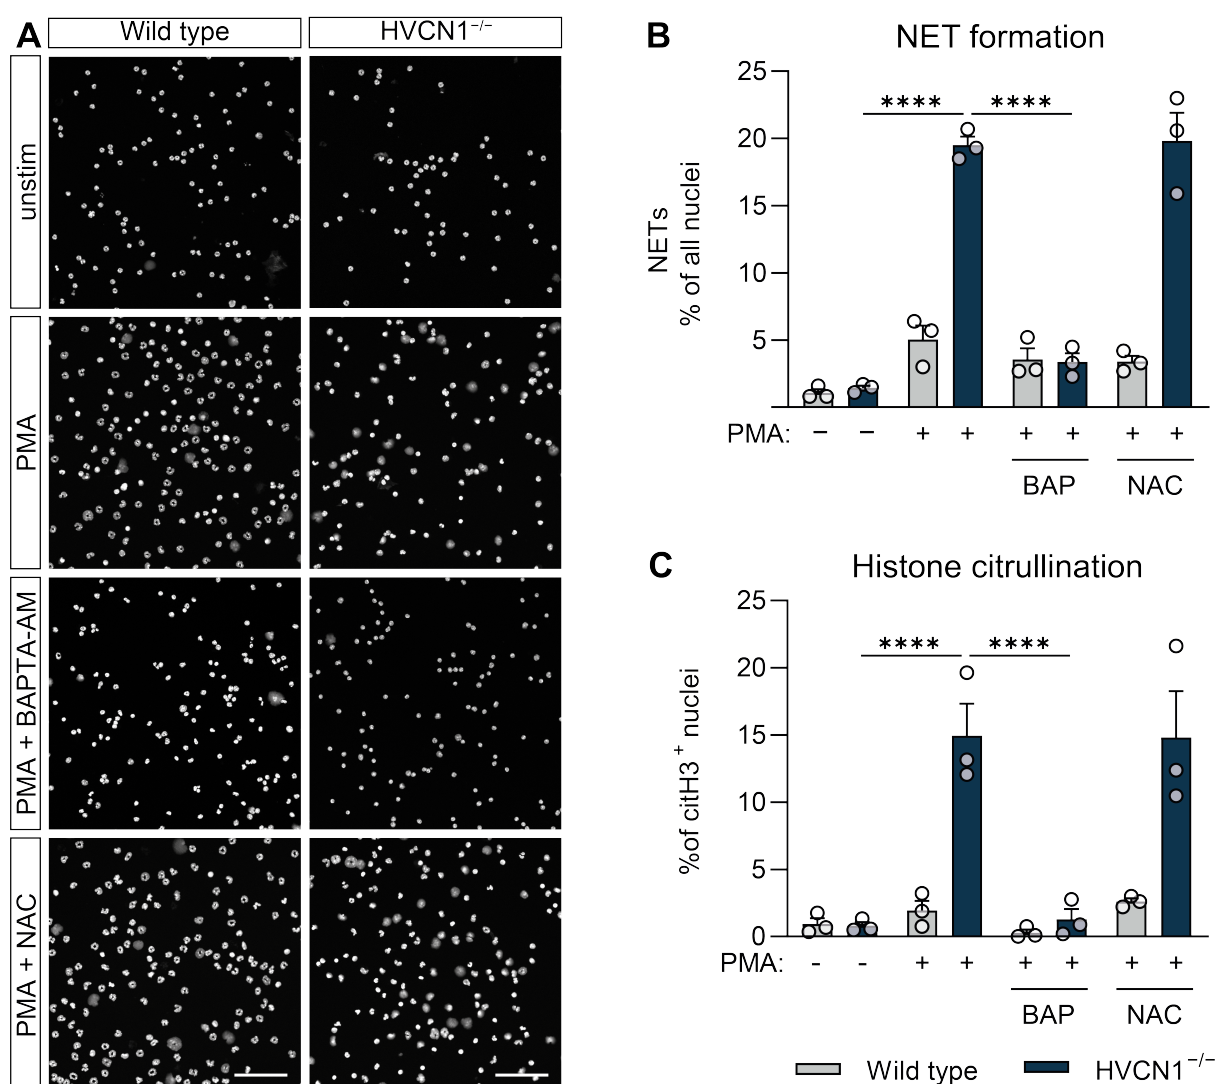 A
Wild type
HVCN1−/−
unstim
PMA
PMA + BAPTA-AM
PMA + NAC
B
NET formation
NETs
% of all nuclei
25
20
15
10
5
**** ****
PMA: − − + + + + + +
BAP NAC
C
Histone citrullination
%of citH3 + nuclei
25
20
15
10
5
0
**** ****
PMA: - - + + + + + +
BAP NAC
Wild type HVCN1−/−